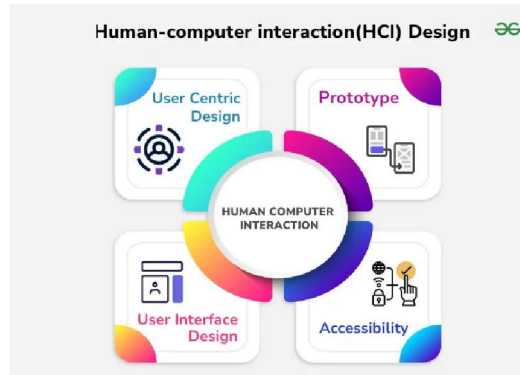 Human-computer interaction(HCI) Design
User Centric
Design
Prototype
HUMAN COMPUTER
INTERACTION
User Interface
Design
Accessibility